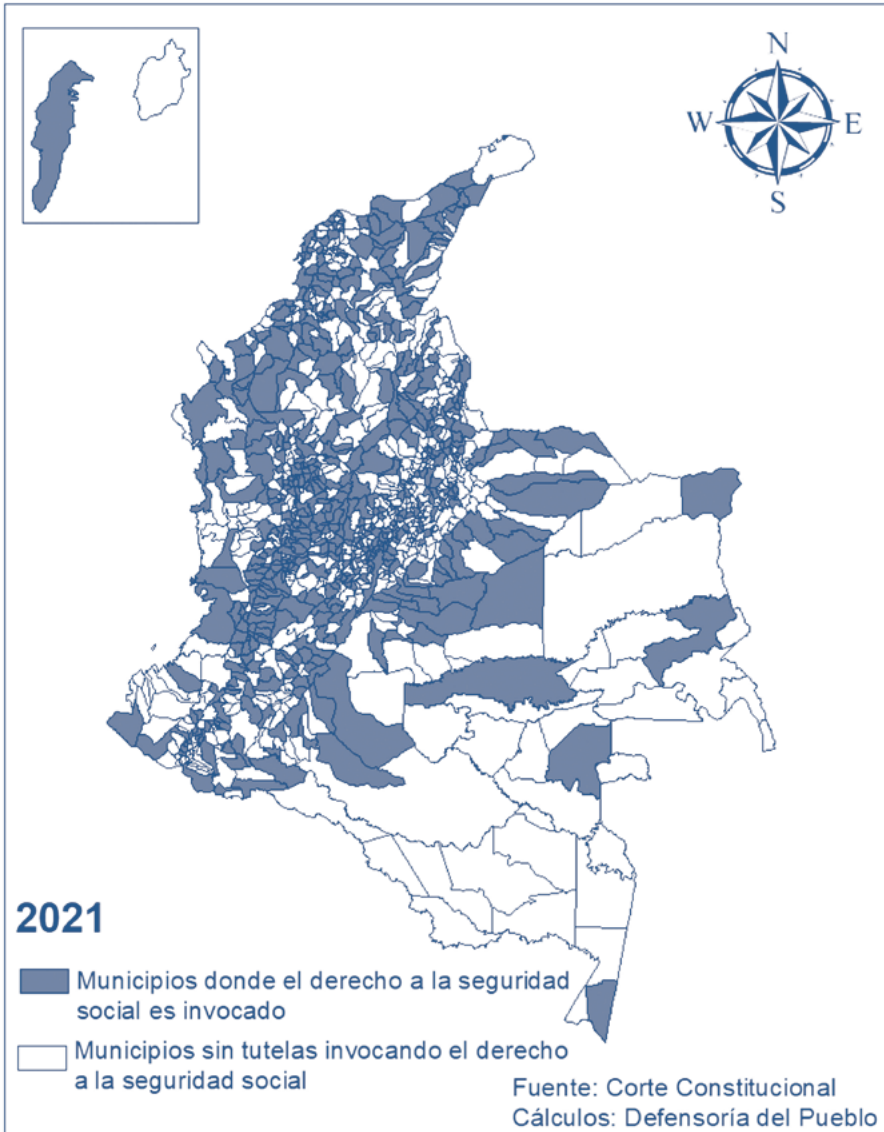 N
W
E
S
2021
Municipios donde el derecho a la seguridad
social es invocado
Municipios sin tutelas invocando el derecho
a la seguridad social
Fuente: Corte Constitucional
Cálculos: Defensoría del Pueblo